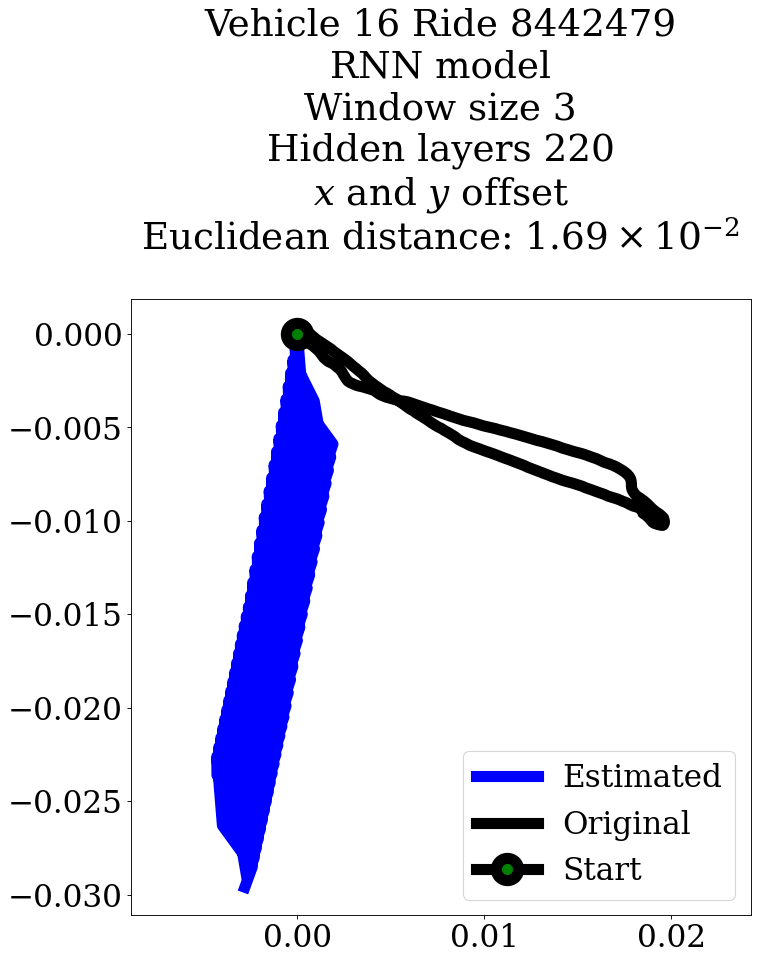 Vehicle 16 Ride 8442479
RNN model
Window size 3
Hidden layers 220
x and y offset
Euclidean distance: 1.69 × 10⁻²
0.000
−0.005
−0.010
−0.015
−0.020
−0.025
−0.030
0.00
0.01
0.02
Estimated
Original
Start